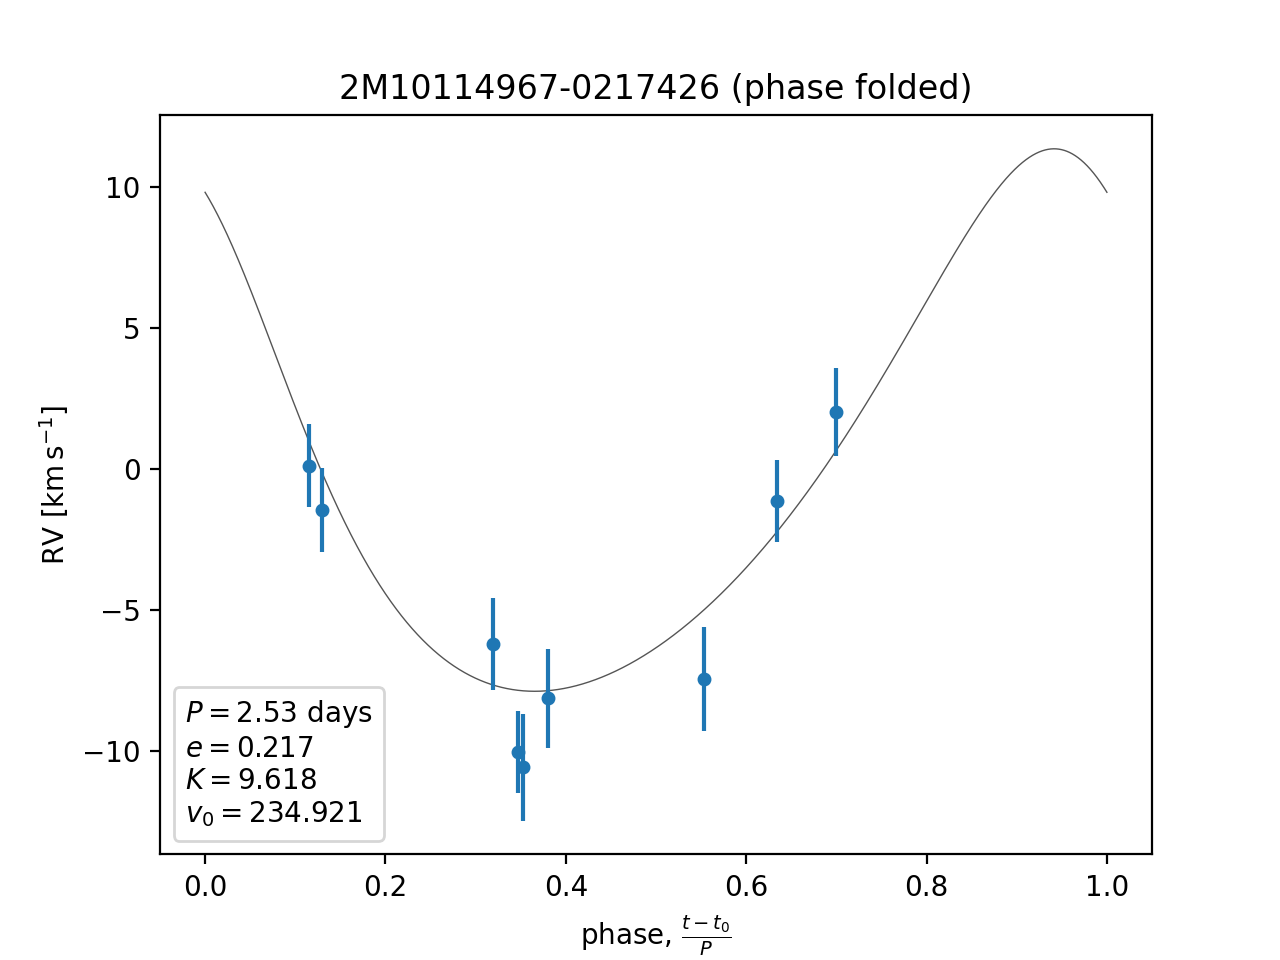 2M10114967-0217426 (phase folded)
RV [km s⁻¹]
10
5
0
−5
−10
P = 2.53 days
e = 0.217
K = 9.618
v₀ = 234.921
0.0 0.2 0.4 0.6 0.8 1.0
phase, (t − t₀)/P